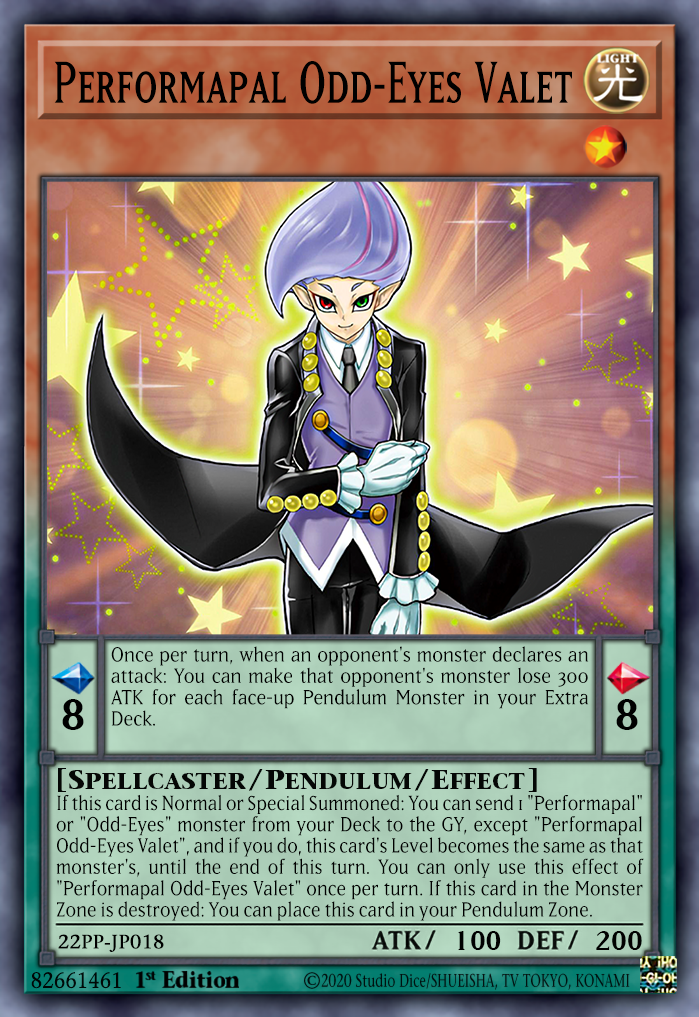 Performapal Odd-Eyes Valet
LIGHT
光
Once per turn, when an opponent's monster declares an
attack: You can make that opponent's monster lose 300
ATK for each face-up Pendulum Monster in your Extra
Deck.
8
8
[Spellcaster/Pendulum/Effect]
If this card is Normal or Special Summoned: You can send 1 "Performapal"
or "Odd-Eyes" monster from your Deck to the GY, except "Performapal
Odd-Eyes Valet", and if you do, this card's Level becomes the same as that
monster's, until the end of this turn. You can only use this effect of
"Performapal Odd-Eyes Valet" once per turn. If this card in the Monster
Zone is destroyed: You can place this card in your Pendulum Zone.
22PP-JP018
ATK/ 100 DEF/ 200
82661461 1st Edition
©2020 Studio Dice/SHUEISHA, TV TOKYO, KONAMI